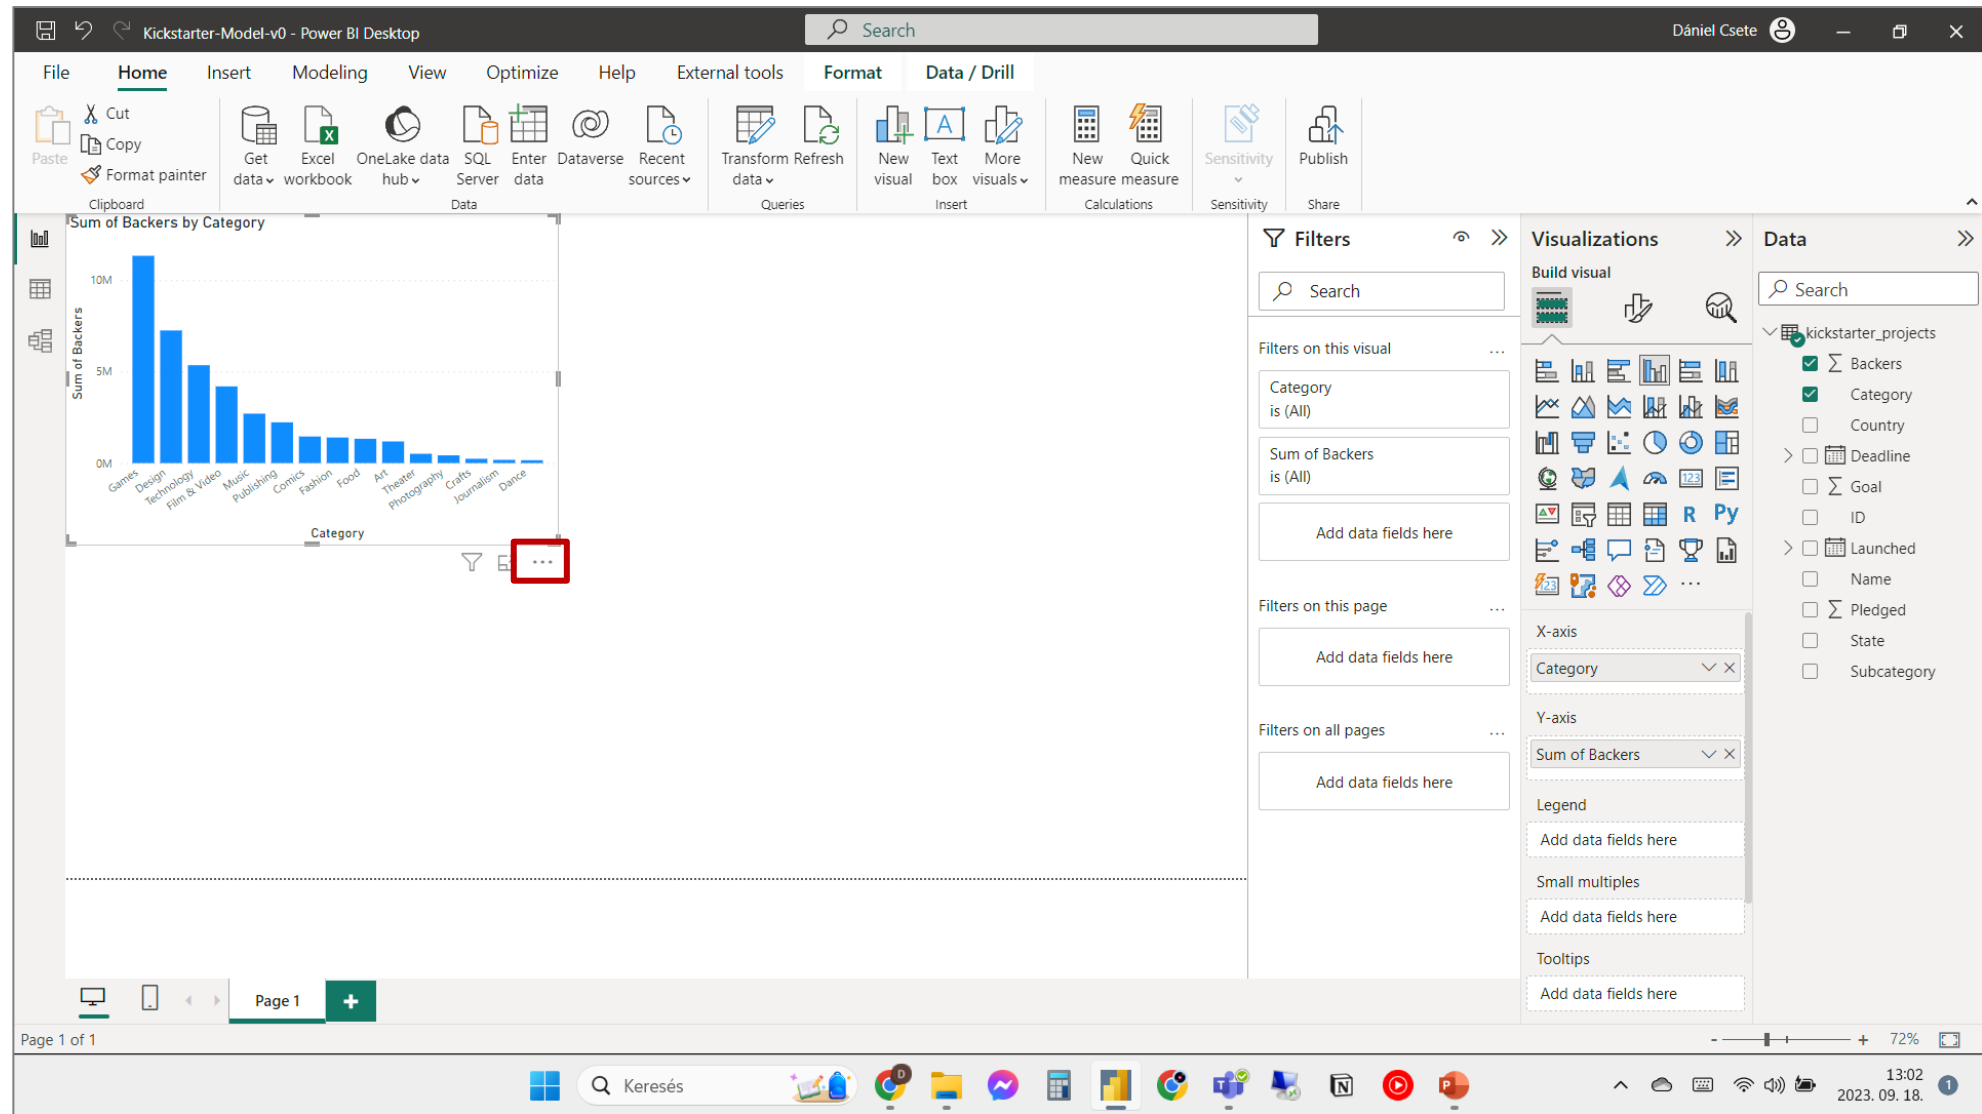 Kickstarter-Model-v0 - Power BI Desktop
Search
Dániel Csete
File
Home
Insert
Modeling
View
Optimize
Help
External tools
Format
Data / Drill
Paste
Cut
Copy
Format painter
Clipboard
Get data
Excel workbook
OneLake data hub
SQL Server
Enter data
Dataverse
Recent sources
Data
Transform data
Refresh
Queries
New visual
Text box
More visuals
Insert
New measure
Quick measure
Calculations
Sensitivity
Sensitivity
Publish
Share
Sum of Backers by Category
10M
5M
0M
Sum of Backers
Games
Design
Technology
Film & Video
Music
Publishing
Comics
Fashion
Food
Art
Theater
Photography
Crafts
Journalism
Dance
Category
Filters
Search
Filters on this visual
Category
is (All)
Sum of Backers
is (All)
Add data fields here
Filters on this page
Add data fields here
Filters on all pages
Add data fields here
Visualizations
Build visual
123
R
Py
123
X-axis
Category
Y-axis
Sum of Backers
Legend
Add data fields here
Small multiples
Add data fields here
Tooltips
Add data fields here
Data
Search
kickstarter_projects
Backers
Category
Country
Deadline
Goal
ID
Launched
Name
Pledged
State
Subcategory
Page 1
Page 1 of 1
72%
Keresés
13:02
2023. 09. 18.
1